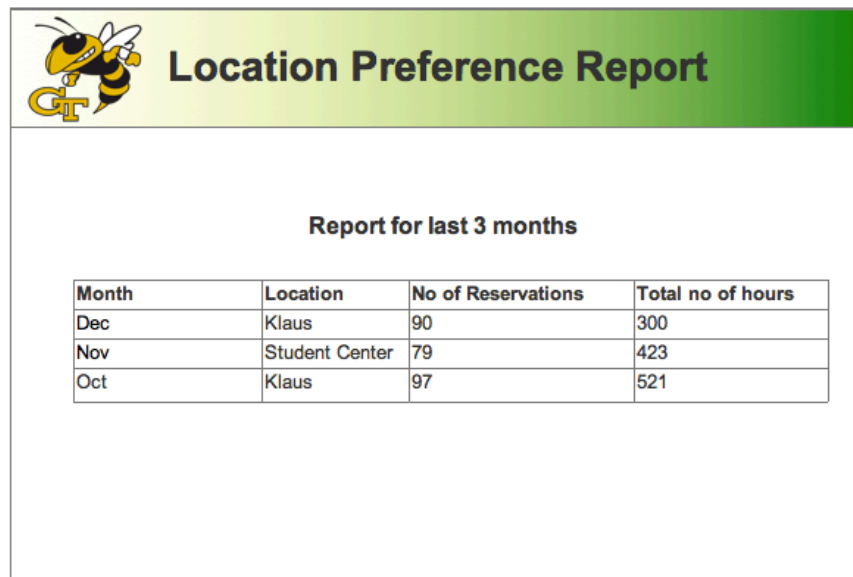 GT
Location Preference Report
Report for last 3 months
Month Location No of Reservations Total no of hours
Dec Klaus 90 300
Nov Student Center 79 423
Oct Klaus 97 521